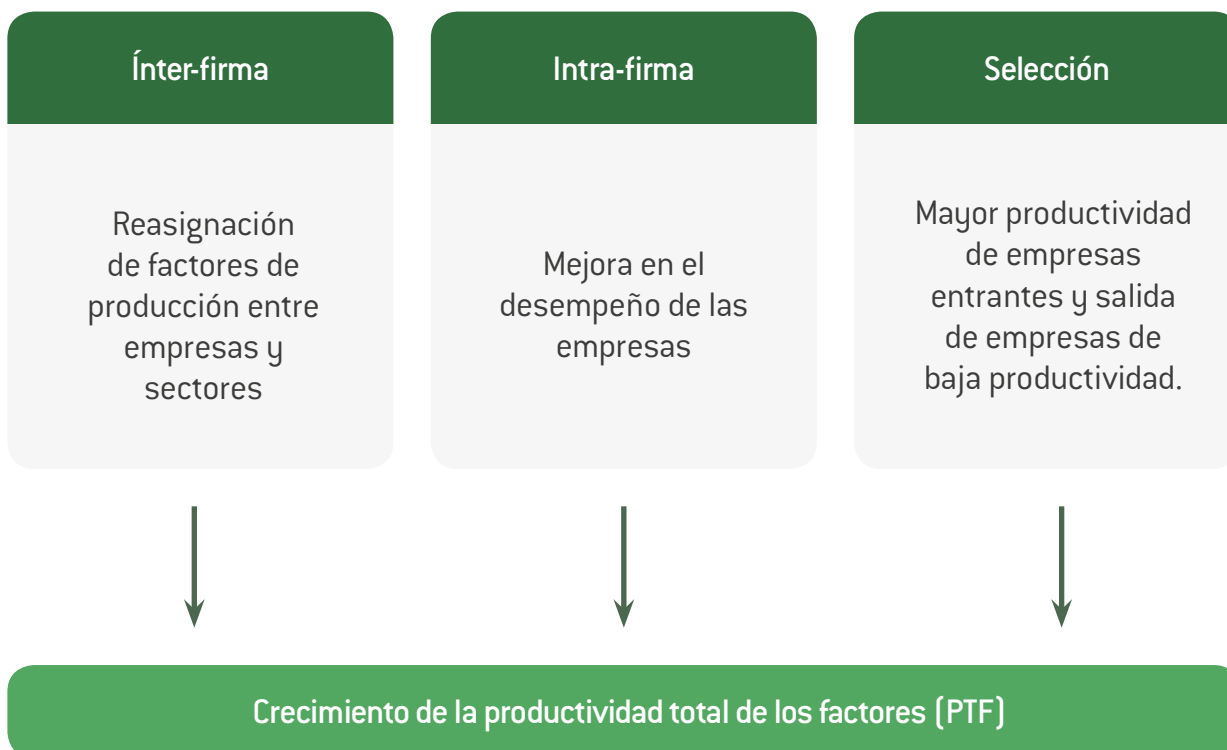 Ínter-firma
Reasignación
de factores de
producción entre
empresas y
sectores
Intra-firma
Mejora en el
desempeño de las
empresas
Selección
Mayor productividad
de empresas
entrantes y salida
de empresas de
baja productividad.
Crecimiento de la productividad total de los factores (PTF)